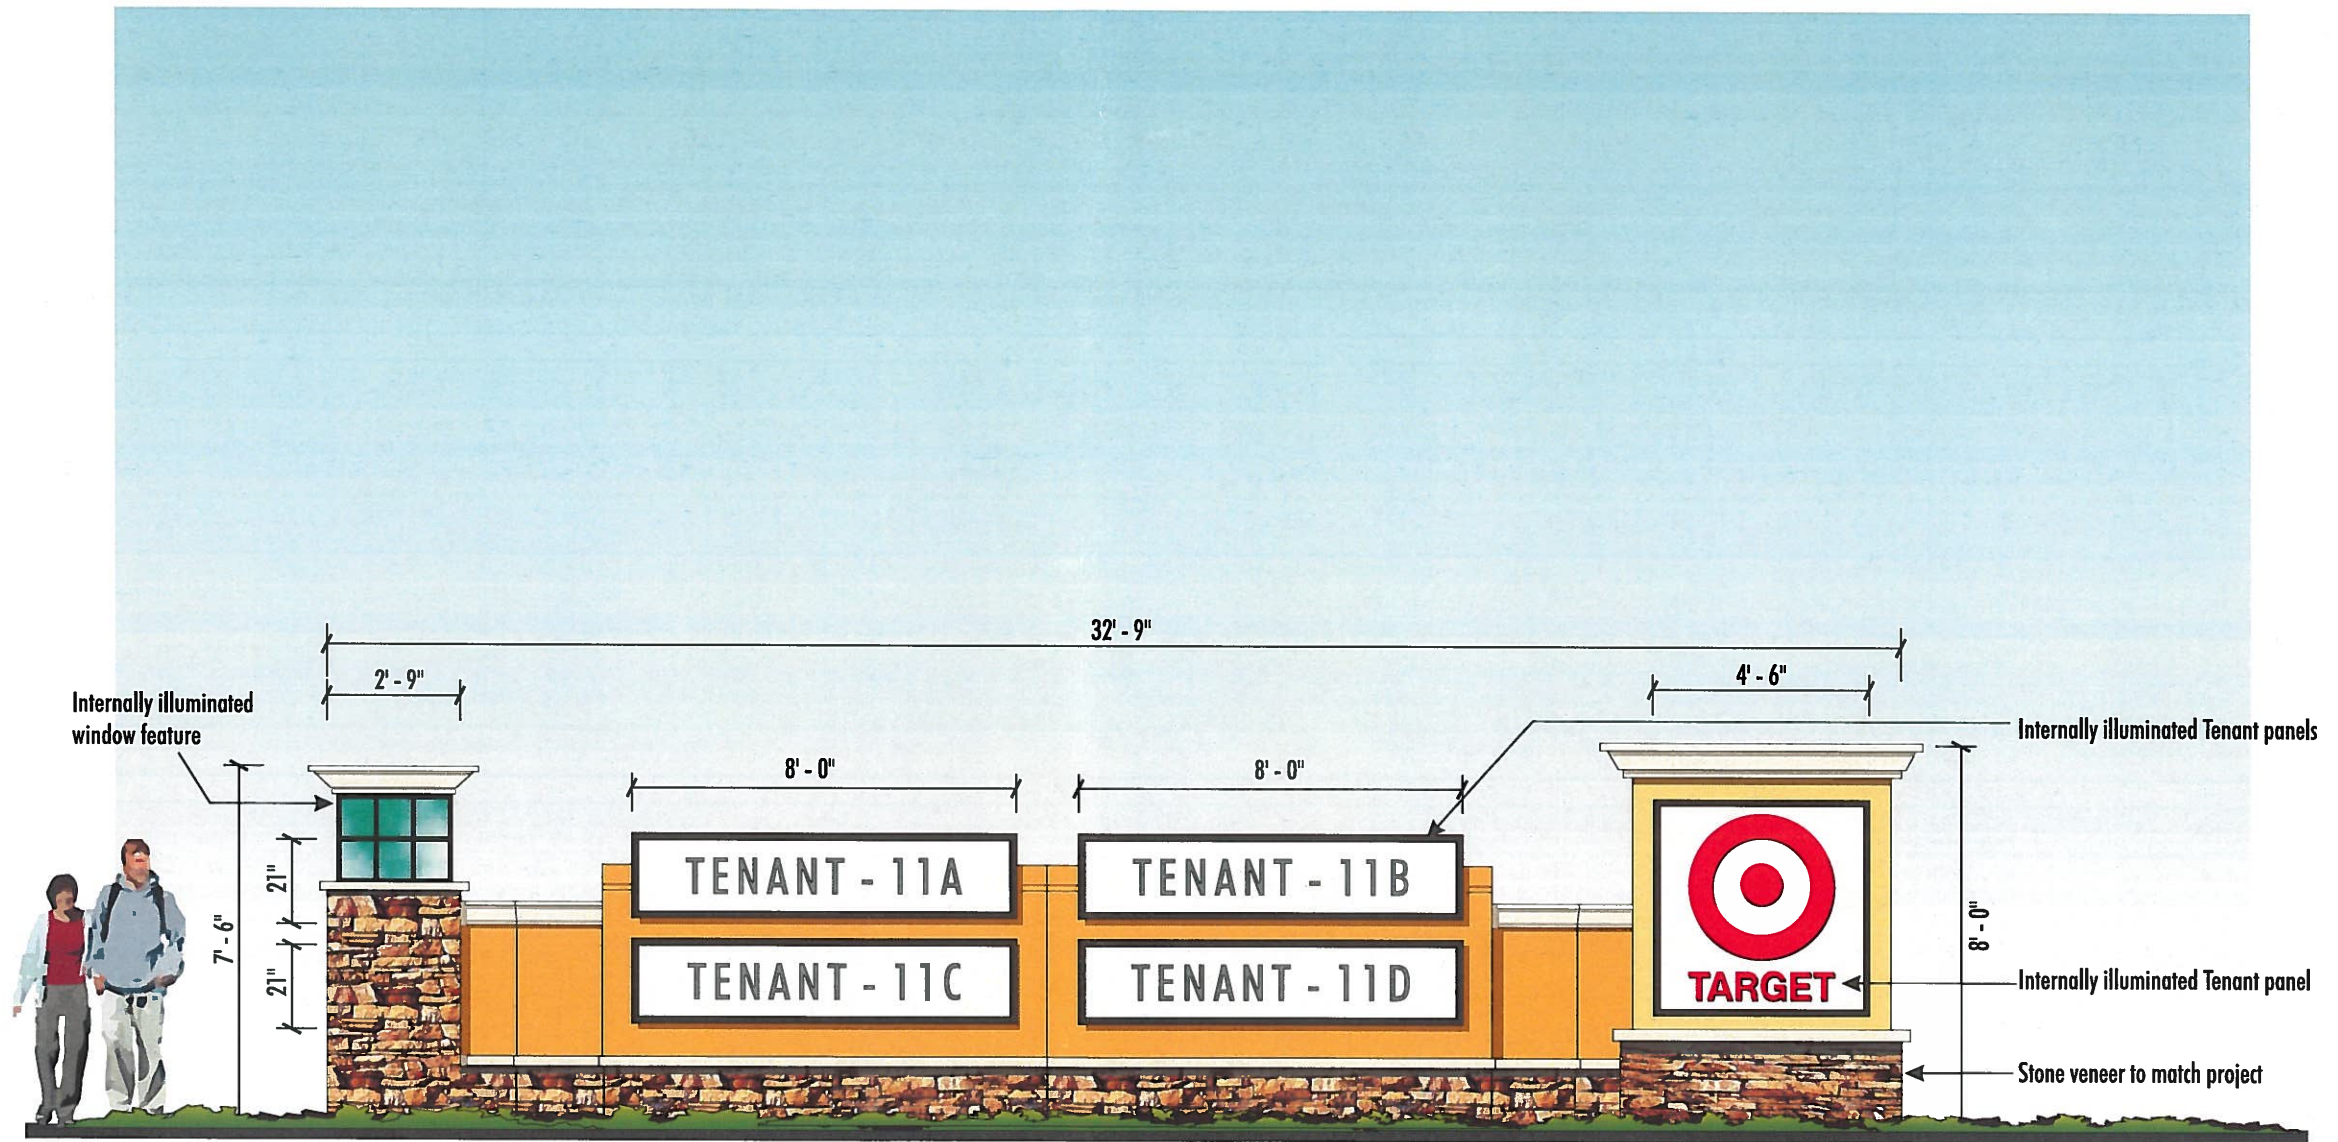 32' - 9"
2' - 9"
4' - 6"
Internally illuminated
window feature
Internally illuminated Tenant panels
8' - 0"
8' - 0"
21"
21"
7' - 6"
TENANT - 11A
TENANT - 11B
TENANT - 11C
TENANT - 11D
TARGET
8' - 0"
Internally illuminated Tenant panel
Stone veneer to match project